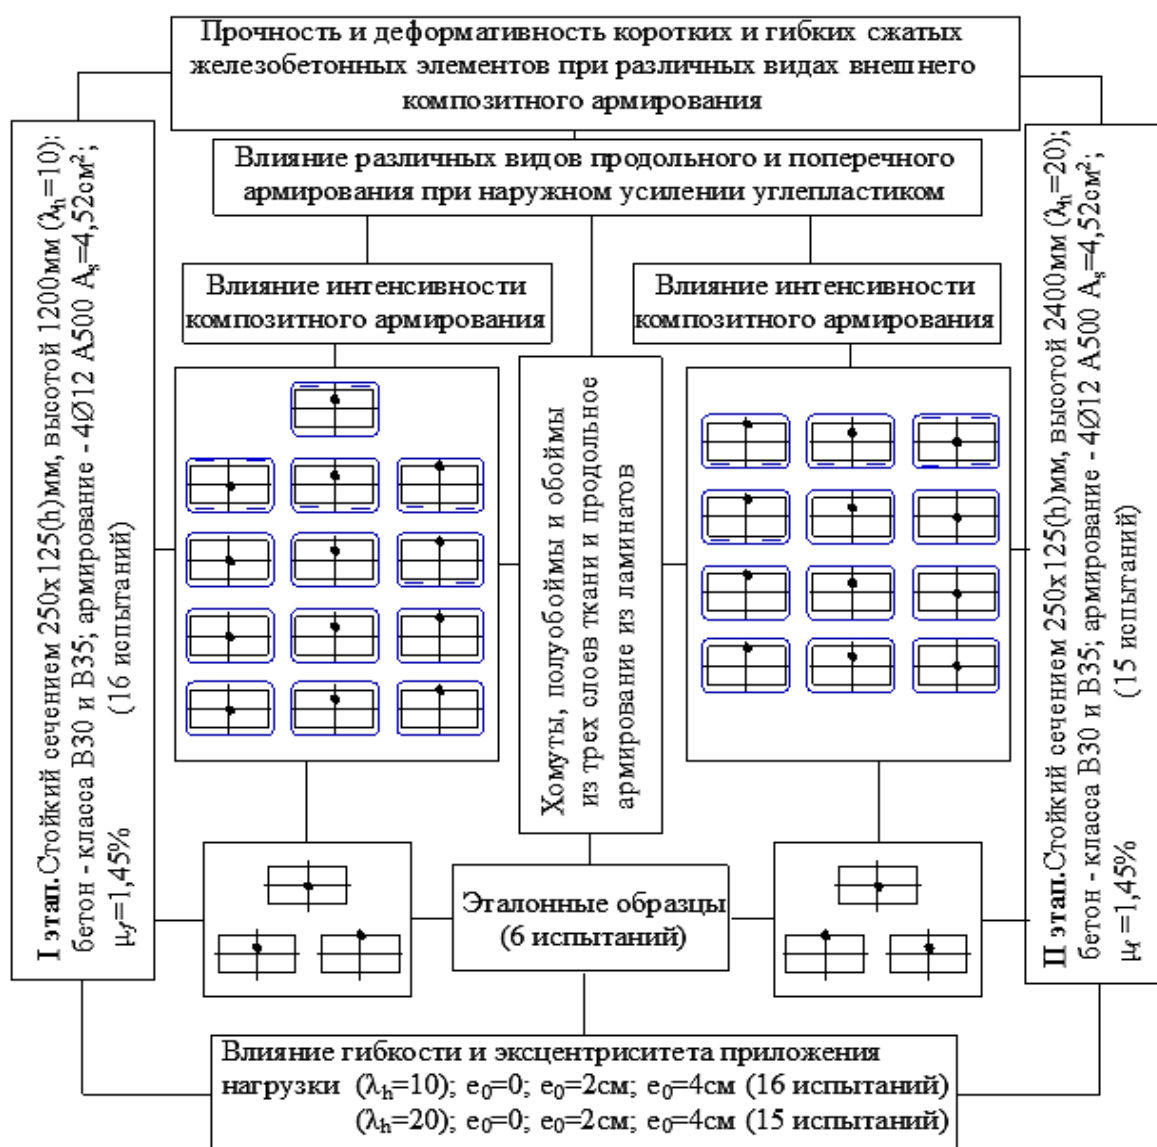 Прочность и деформативность коротких и гибких сжатых
железобетонных элементов при различных видах внешнего
композитного армирования
Влияние различных видов продольного и поперечного
армирования при наружном усилении углепластиком
I этап.Стойкий сечением 250х125(h)мм, высотой 1200мм (λh=10);
бетон - класса В30 и В35; армирование - 4Ø12 А500 Аs=4,52см²;
μf=1,45% (16 испытаний)
Влияние интенсивности
композитного армирования
Хомуты, полуобоймы и обоймы
из трех слоев ткани и продольное
армирование из ламинатов
Влияние интенсивности
композитного армирования
II этап.Стойкий сечением 250х125(h)мм, высотой 2400мм (λh=20);
бетон - класса В30 и В35; армирование - 4Ø12 А500 Аs=4,52см²;
μf=1,45% (15 испытаний)
Эталонные образцы
(6 испытаний)
Влияние гибкости и эксцентриситета приложения
нагрузки (λh=10); e0=0; e0=2см; e0=4см (16 испытаний)
(λh=20); e0=0; e0=2см; e0=4см (15 испытаний)